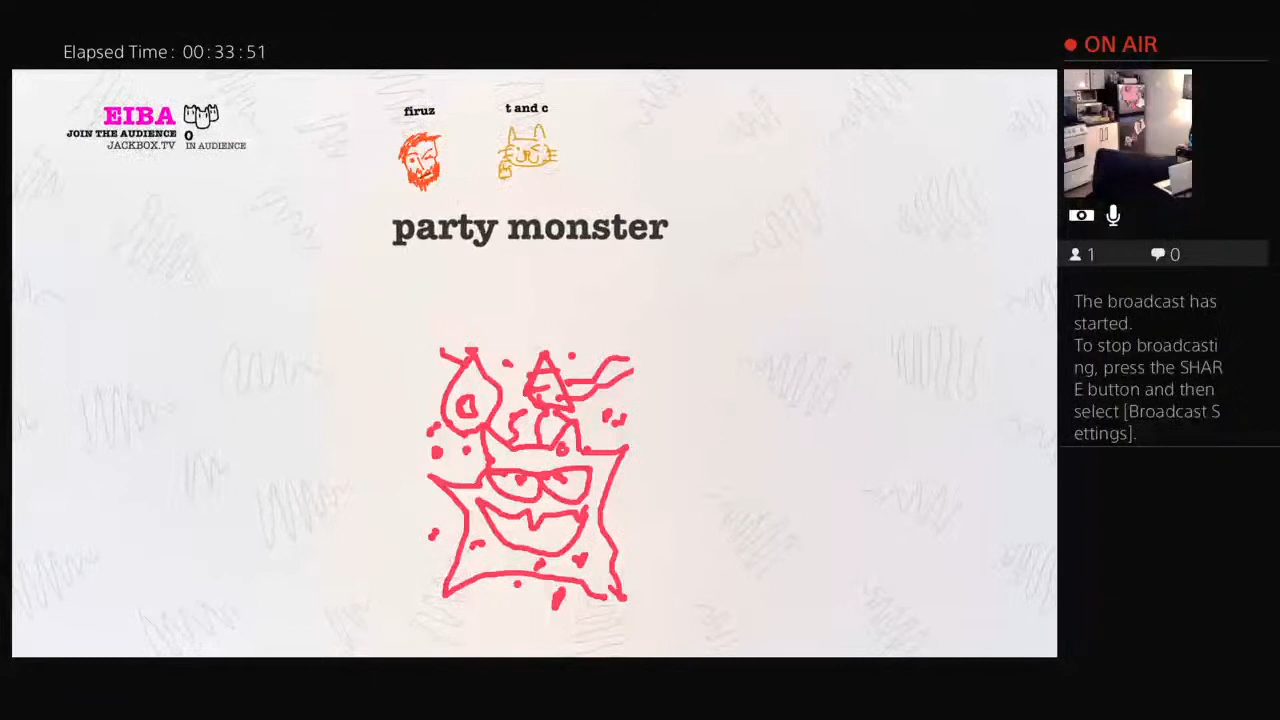 Elapsed Time: 00:33:51
ON AIR
EIBA
JOIN THE AUDIENCE
JACKBOX.TV
0
IN AUDIENCE
firuz
t and c
party monster
1
0
The broadcast has
started.
To stop broadcasti
ng, press the SHAR
E button and then
select [Broadcast S
ettings].